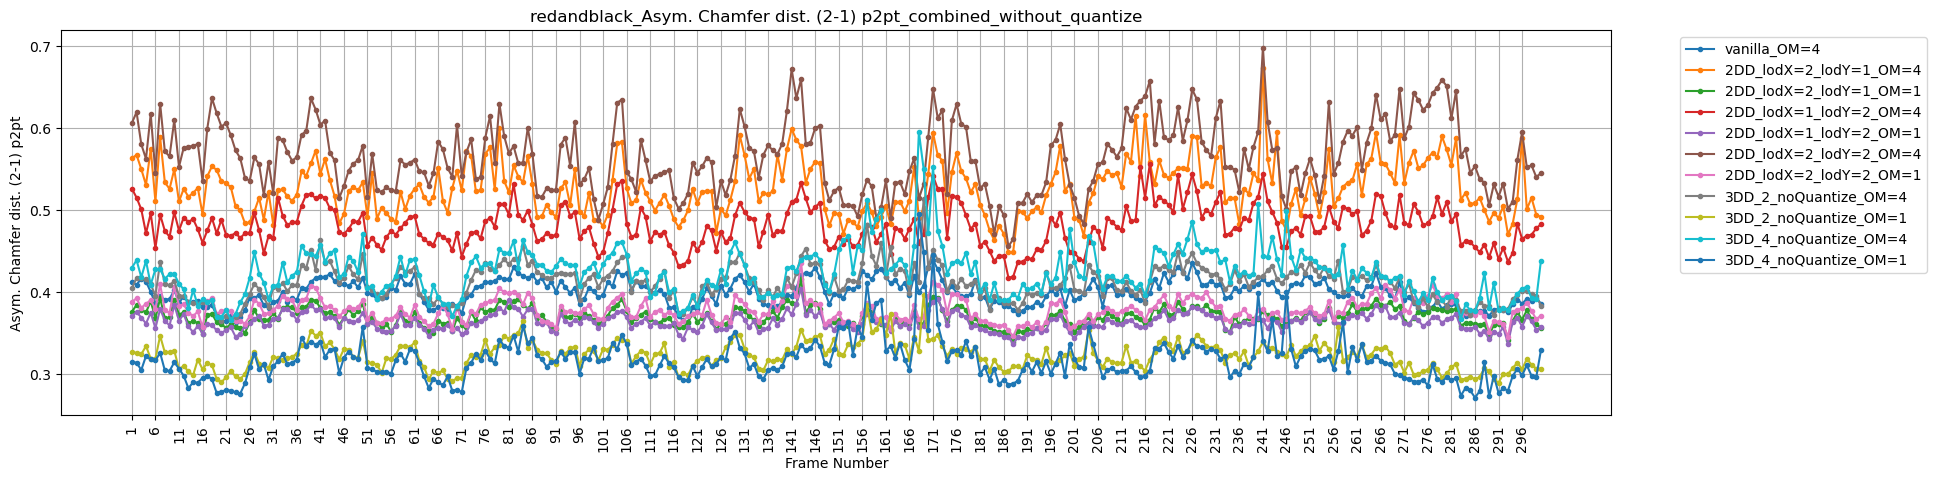 redandblack_Asym. Chamfer dist. (2-1) p2pt_combined_without_quantize
Asym. Chamfer dist. (2-1) p2pt
0.7
0.6
0.5
0.4
0.3
1 6 11 16 21 26 31 36 41 46 51 56 61 66 71 76 81 86 91 96 101 106 111 116 121 126 131 136 141 146 151 156 161 166 171 176 181 186 191 196 201 206 211 216 221 226 231 236 241 246 251 256 261 266 271 276 281 286 291 296
Frame Number
vanilla_OM=4
2DD_lodX=2_lodY=1_OM=4
2DD_lodX=2_lodY=1_OM=1
2DD_lodX=1_lodY=2_OM=4
2DD_lodX=1_lodY=2_OM=1
2DD_lodX=2_lodY=2_OM=4
2DD_lodX=2_lodY=2_OM=1
3DD_2_noQuantize_OM=4
3DD_2_noQuantize_OM=1
3DD_4_noQuantize_OM=4
3DD_4_noQuantize_OM=1